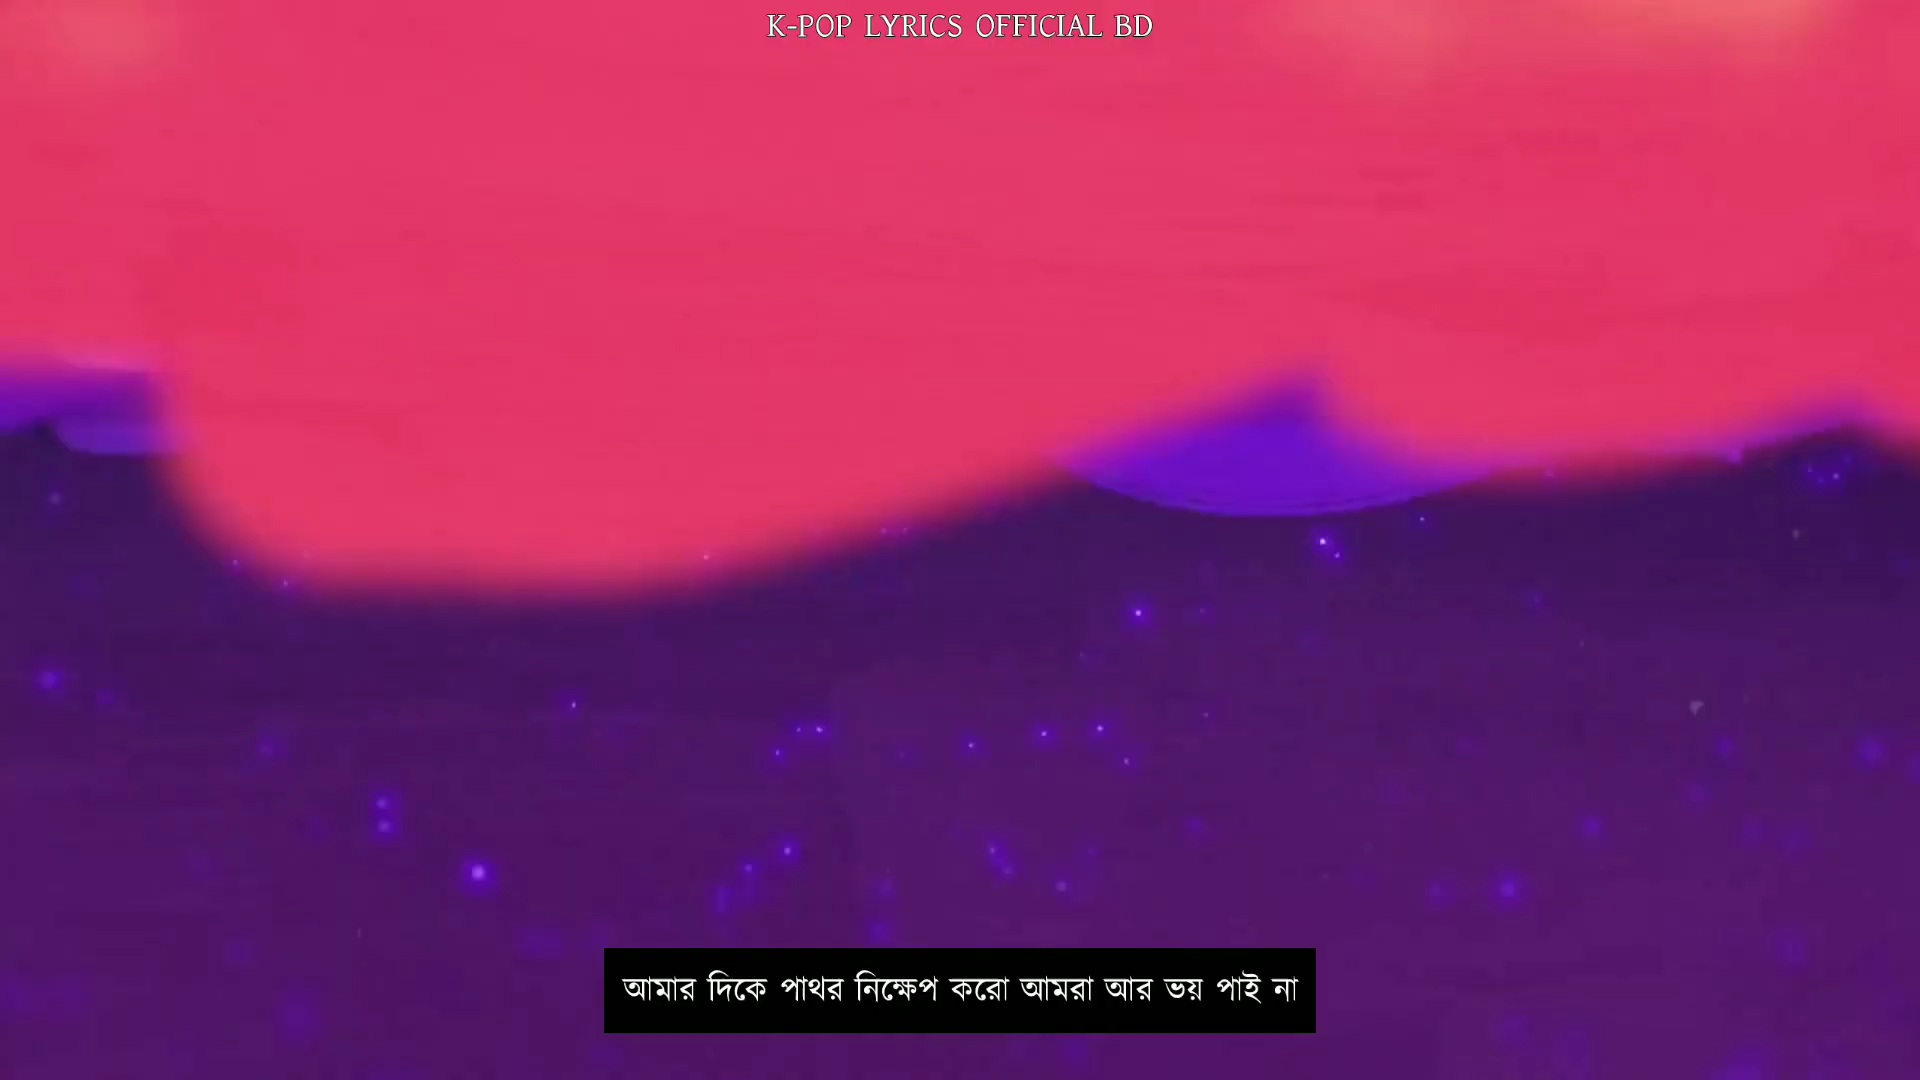 K-POP LYRICS OFFICIAL BD
আমার দিকে পাথর নিক্ষেপ করো আমরা আর ভয় পাই না